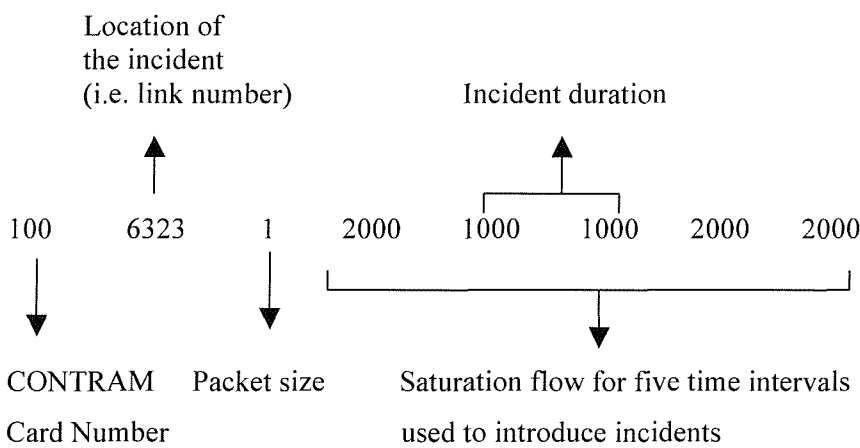 Location of
the incident
(i.e. link number)
Incident duration
100 6323 1 2000 1000 1000 2000 2000
CONTRAM
Card Number
Packet size
Saturation flow for five time intervals
used to introduce incidents